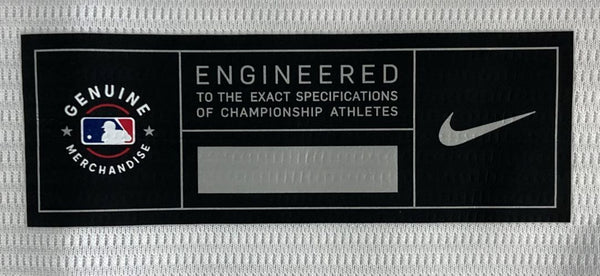 GENUINE
MERCHANDISE
ENGINEERED
TO THE EXACT SPECIFICATIONS
OF CHAMPIONSHIP ATHLETES